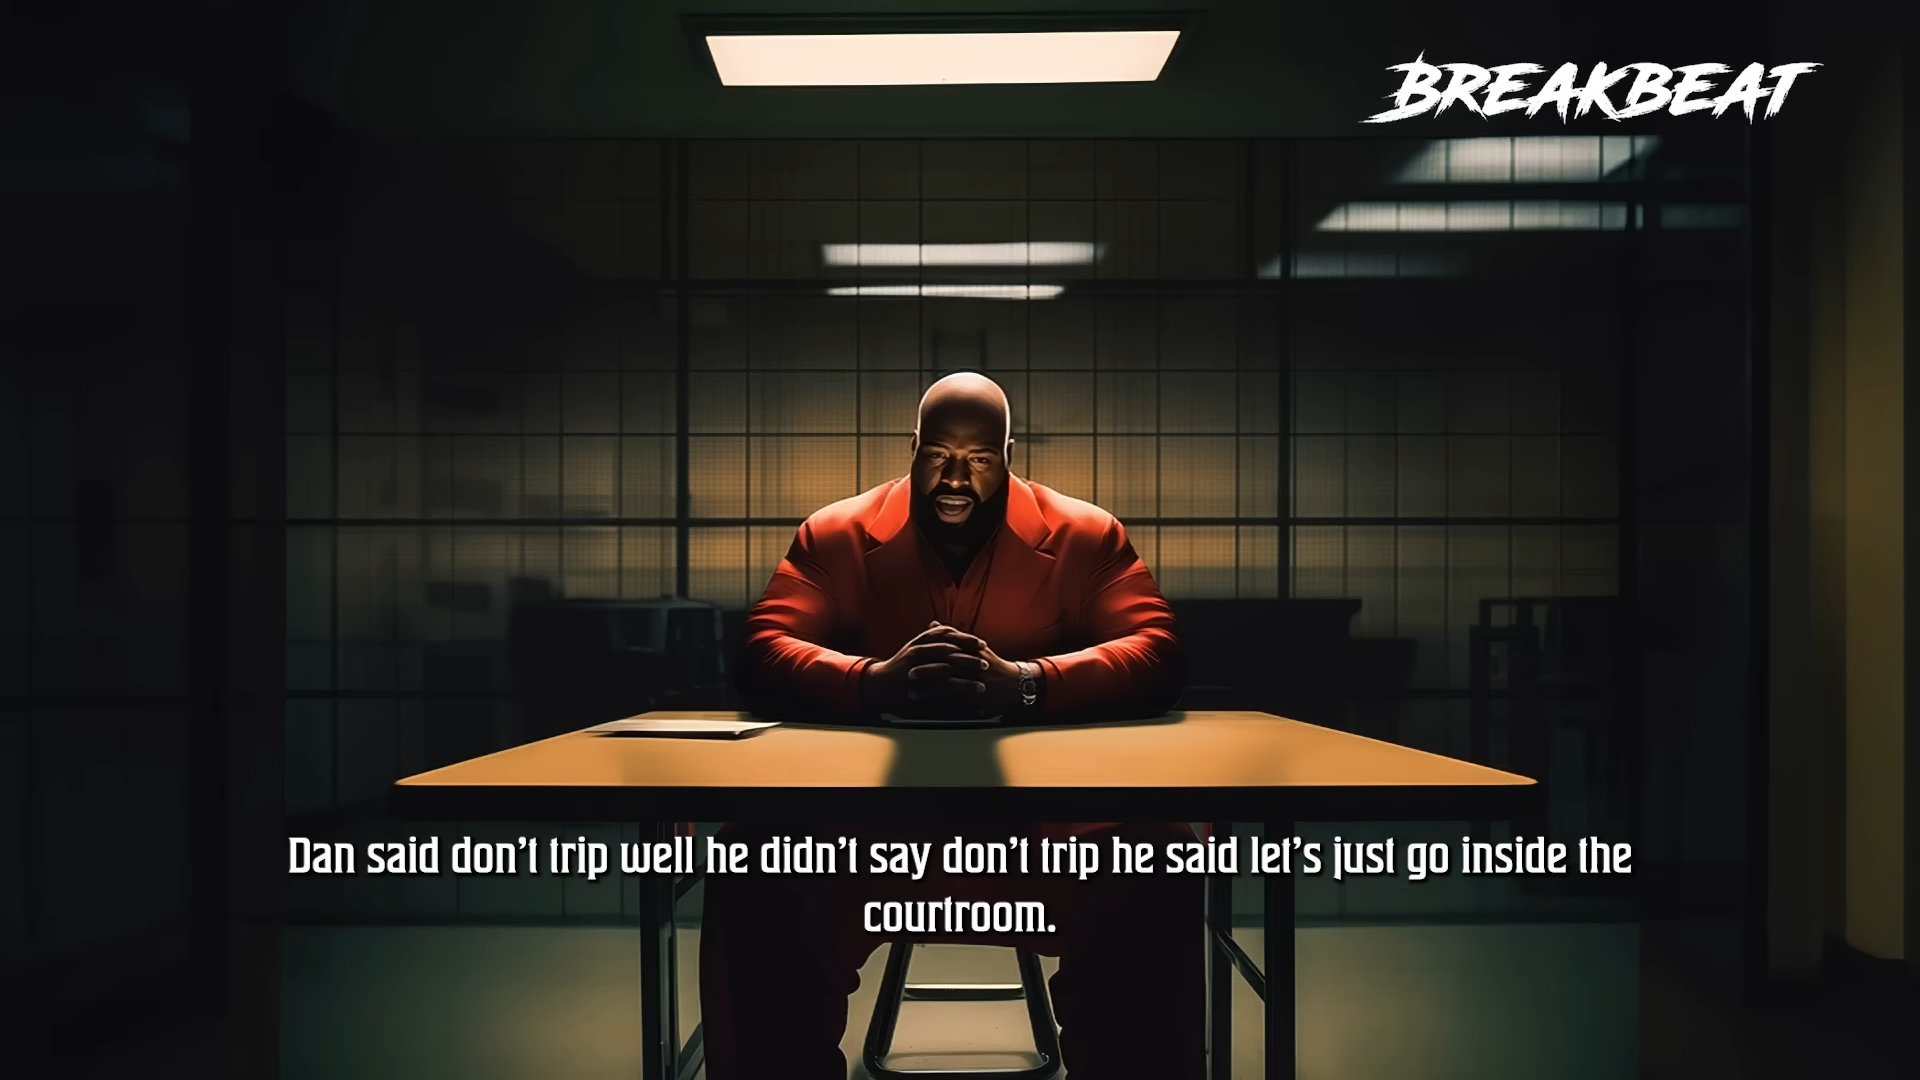 BREAKBEAT
Dan said don't trip well he didn't say don't trip he said let's just go inside the
courtroom.